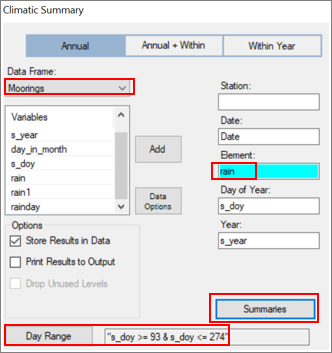 Climatic Summary
Annual
Annual + Within
Within Year
Data Frame:
Moorings
Station:
Variables
s_year
day_in_month
s_doy
rain
rain1
rainday
Add
Data Options
Date:
Date
Element:
rain
Day of Year:
s_doy
Year:
s_year
Options
Store Results in Data
Print Results to Output
Drop Unused Levels
Summaries
Day Range
"s_doy >= 93 & s_doy <= 274"